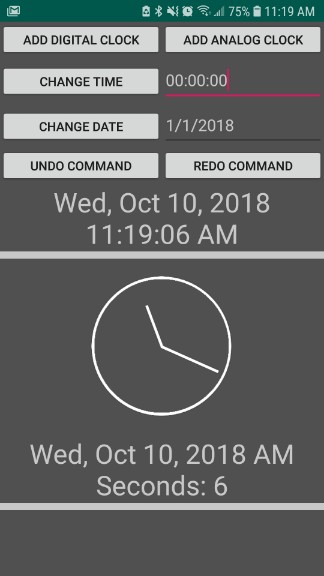 75% 11:19 AM
ADD DIGITAL CLOCK ADD ANALOG CLOCK
CHANGE TIME 00:00:00
CHANGE DATE 1/1/2018
UNDO COMMAND REDO COMMAND
Wed, Oct 10, 2018
11:19:06 AM
Wed, Oct 10, 2018 AM
Seconds: 6